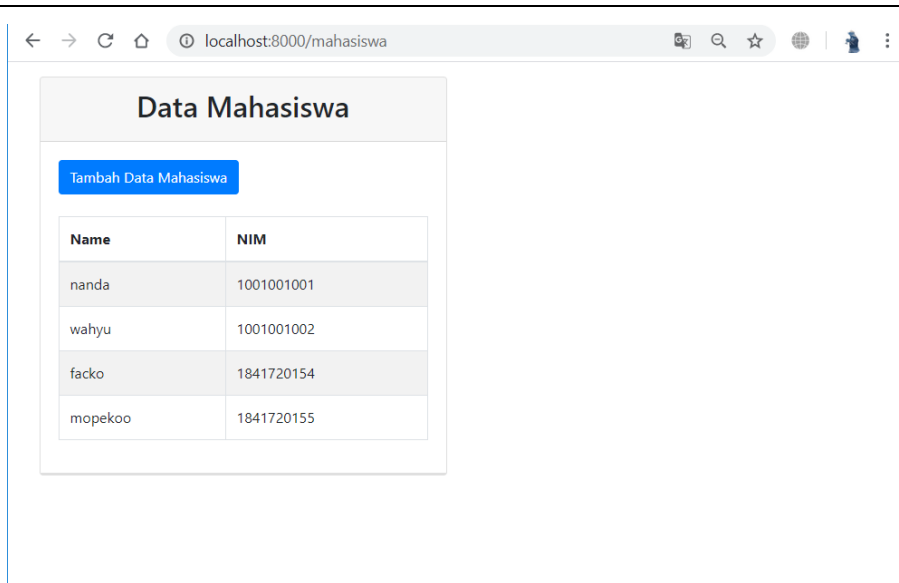 localhost:8000/mahasiswa
Data Mahasiswa
Tambah Data Mahasiswa
Name NIM
nanda 1001001001
wahyu 1001001002
facko 1841720154
mopekoo 1841720155